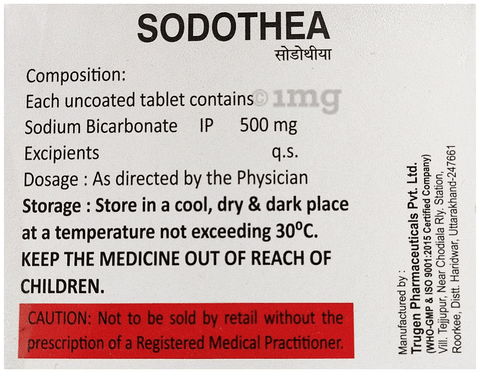 SODOTHEA
सोडोथीया
Composition:
Each uncoated tablet contains
1mg
Sodium Bicarbonate IP 500 mg
Excipients q.s.
Dosage : As directed by the Physician
Storage : Store in a cool, dry & dark place
at a temperature not exceeding 30ºC.
KEEP THE MEDICINE OUT OF REACH OF
CHILDREN.
CAUTION: Not to be sold by retail without the
prescription of a Registered Medical Practitioner.
Manufactured by :
Trugen Pharmaceuticals Pvt. Ltd.
(WHO-GMP & ISO 9001:2015 Certified Company)
Vill. Tejjupur, Near Chodiala Rly. Station,
Roorkee, Distt. Haridwar, Uttarakhand-247661